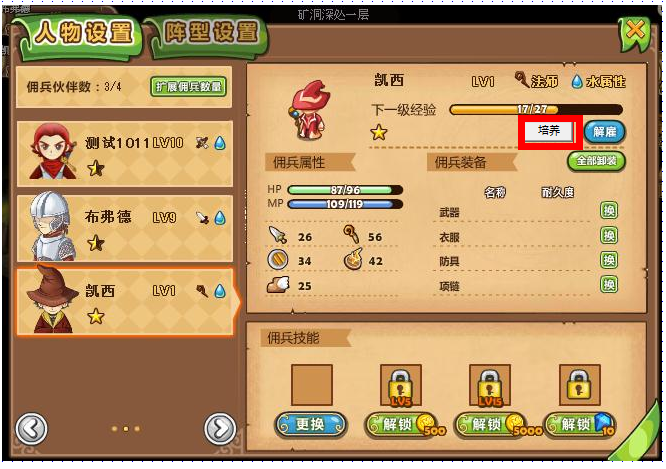 弗德
矿洞深处一层
人物设置 阵型设置
佣兵伙伴数：3/4 扩展佣兵数量
测试1011 LV10
布弗德 LV9
凯西 LV1
凯西 LV1 法师 水属性
下一级经验 17/27
培养 解雇
佣兵属性
HP 87/96
MP 109/119
26 56
34 42
25
佣兵装备 全部卸装
名称 耐久度
武器 换
衣服 换
防具 换
项链 换
佣兵技能
LV5 LV15
更换 解锁 500 解锁 5000 解锁 10